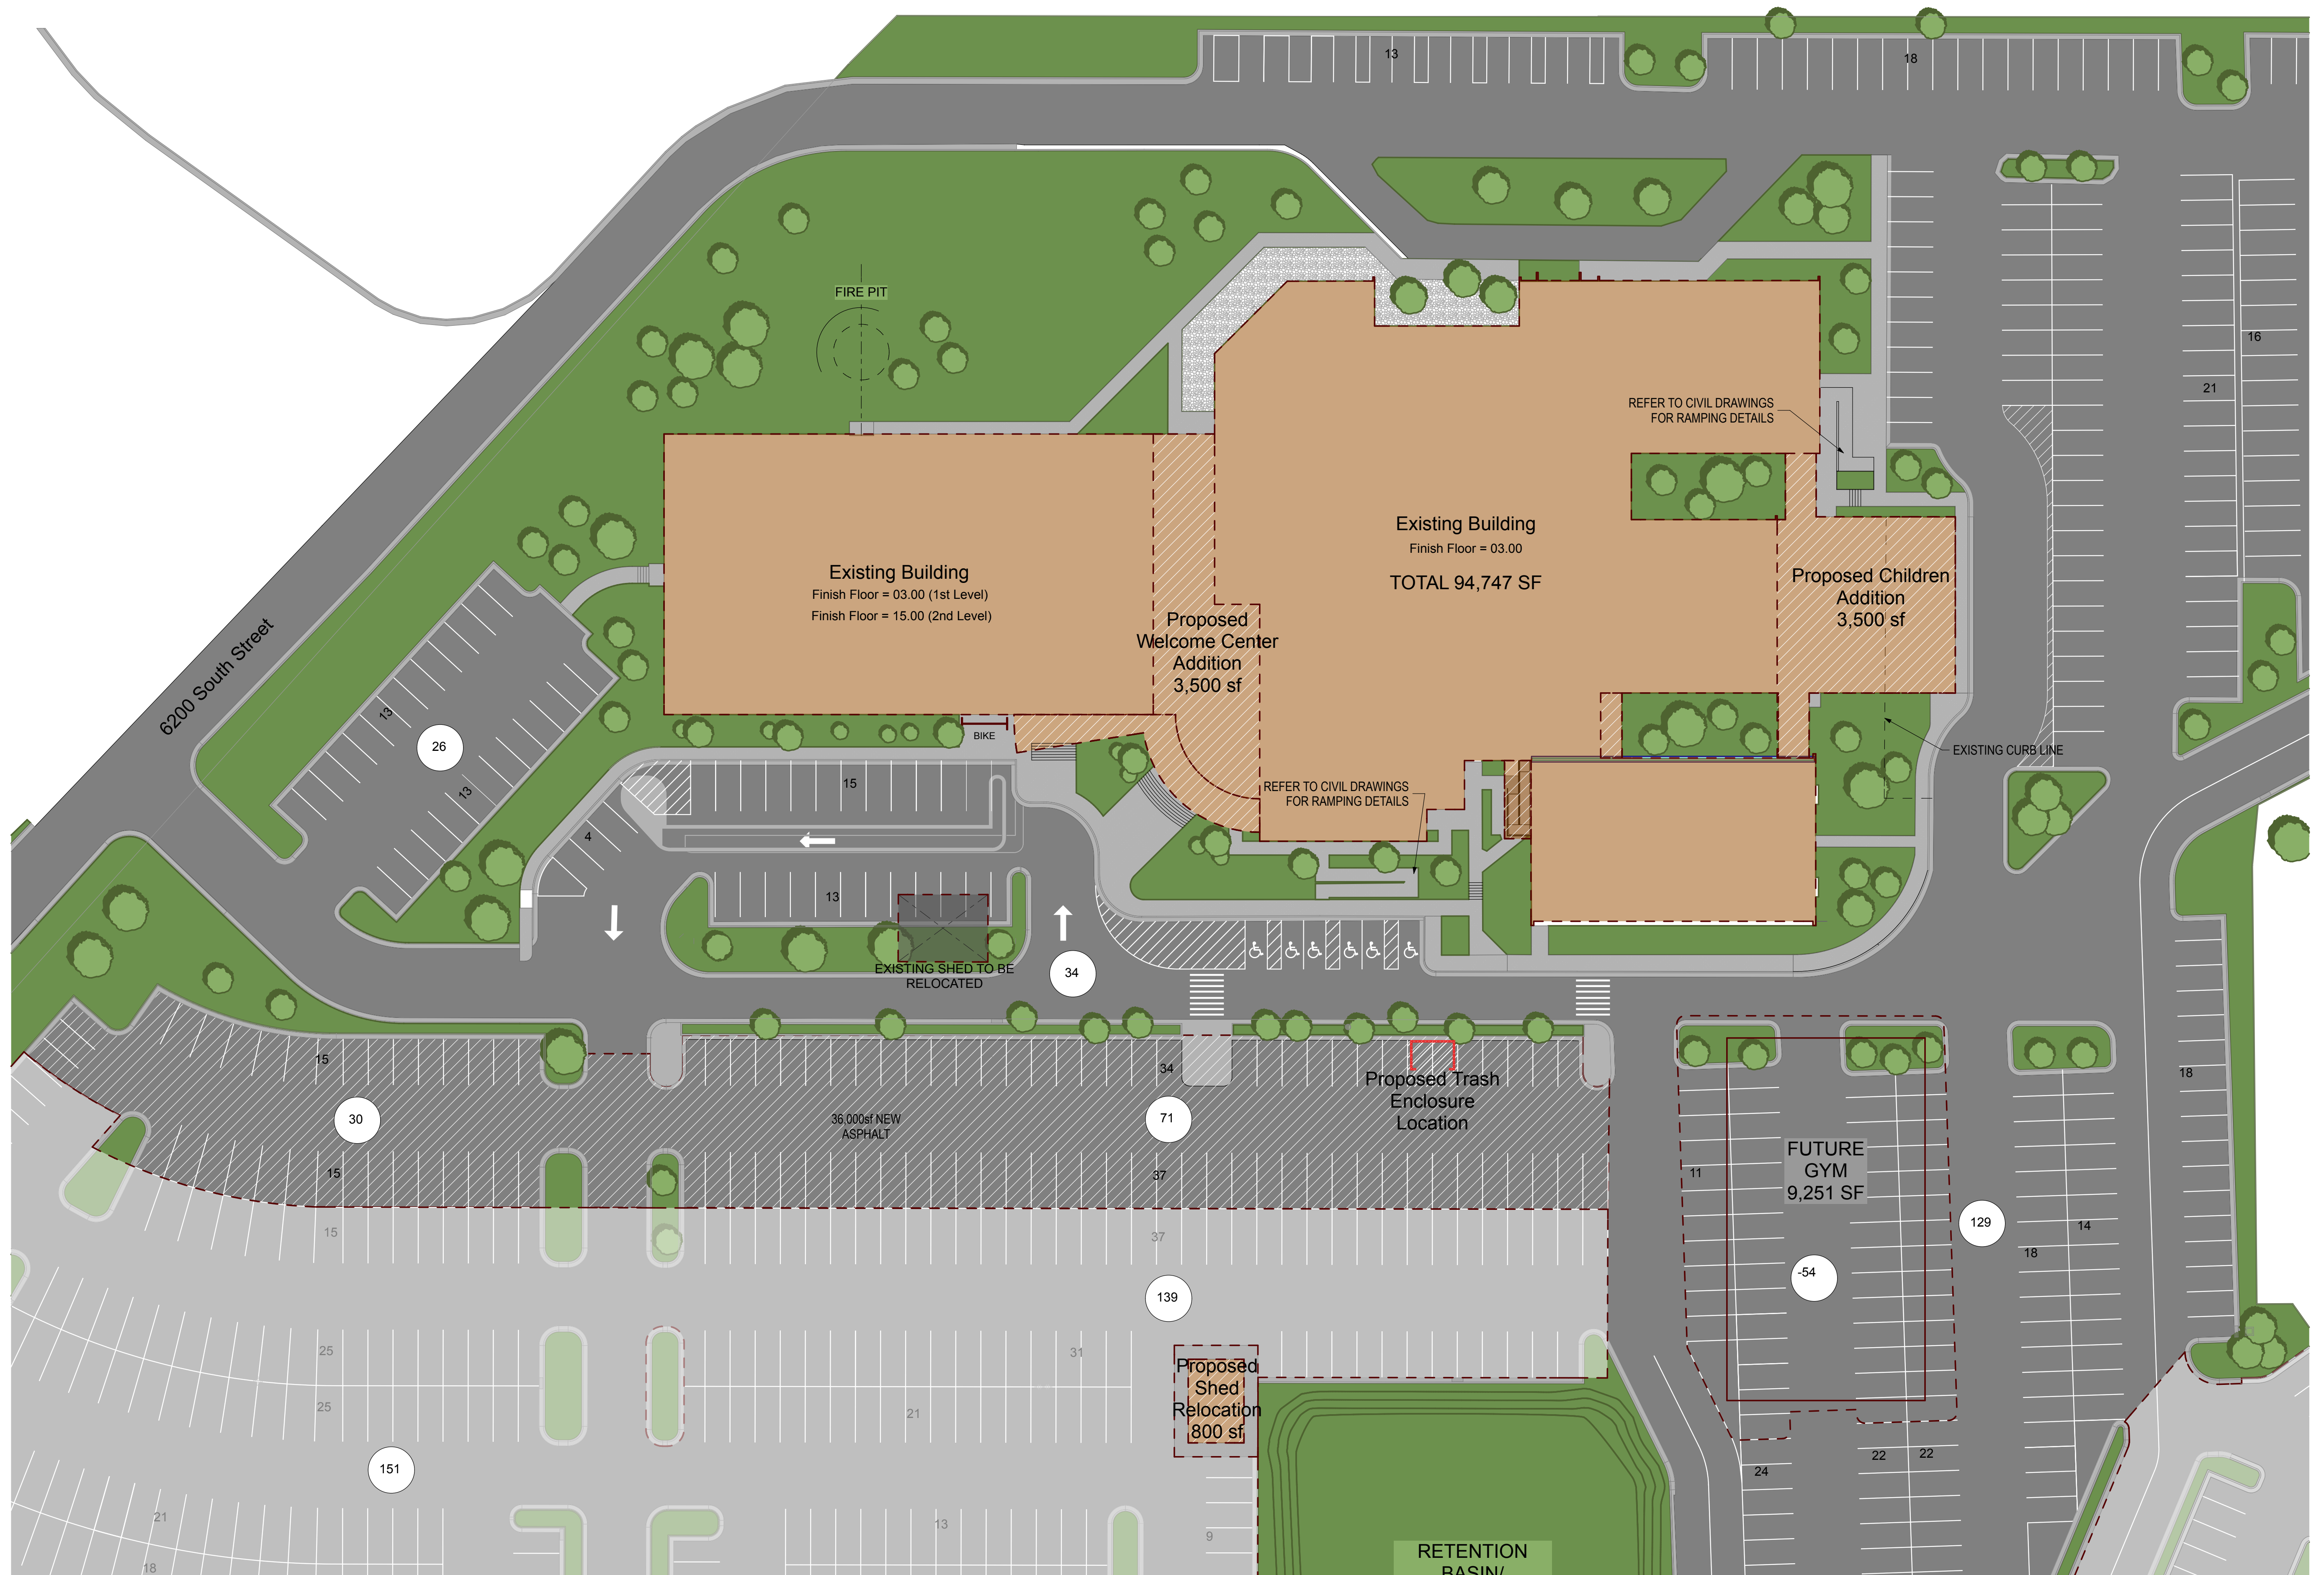 13
18
FIRE PIT
16
21
REFER TO CIVIL DRAWINGS
FOR RAMPING DETAILS
Existing Building
Finish Floor = 03.00
TOTAL 94,747 SF
Existing Building
Finish Floor = 03.00 (1st Level)
Finish Floor = 15.00 (2nd Level)
Proposed Children
Addition
3,500 sf
Proposed
Welcome Center
Addition
3,500 sf
6200 South Street
13
26
13
BIKE
EXISTING CURB LINE
15
REFER TO CIVIL DRAWINGS
FOR RAMPING DETAILS
4
13
EXISTING SHED TO BE
RELOCATED
34
15
34
18
Proposed Trash
Enclosure
Location
30
36,000sf NEW
ASPHALT
71
15
37
11
FUTURE
GYM
9,251 SF
129
15
37
18
14
-54
139
25
31
Proposed
Shed
Relocation
800 sf
25
21
151
24
22
22
21
13
9
18
RETENTION
BASIN/